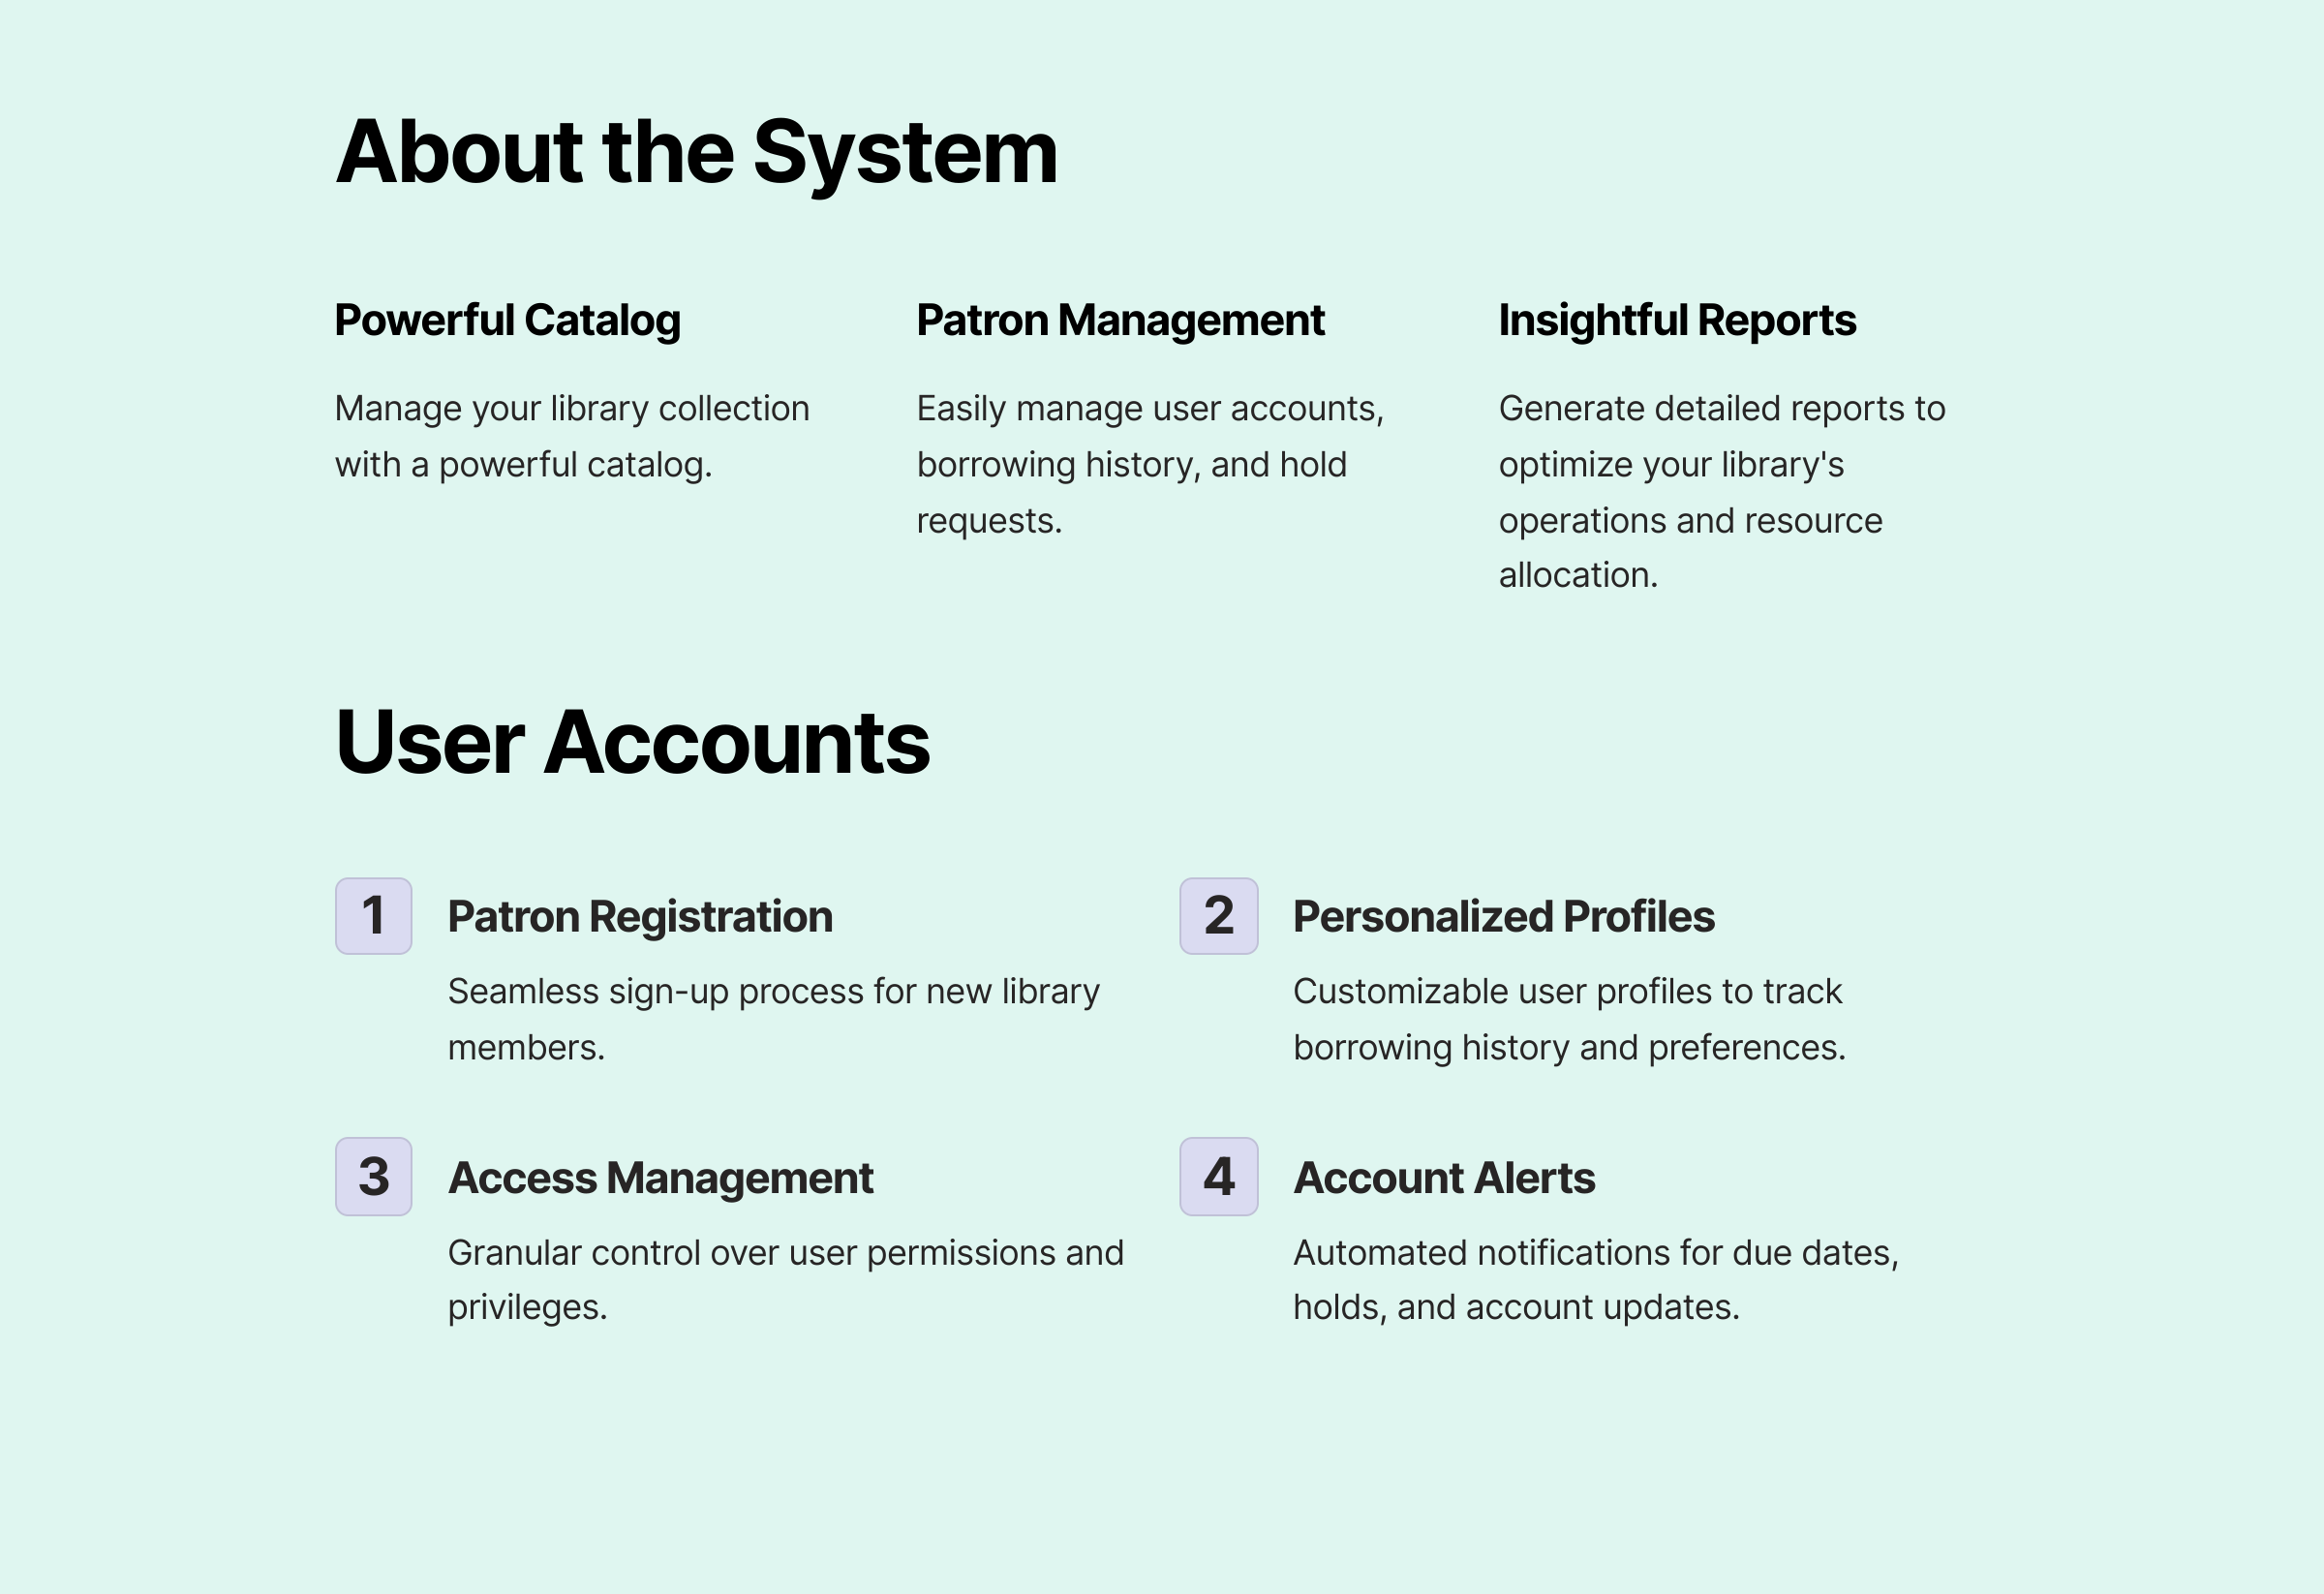 About the System
Powerful Catalog
Manage your library collection
with a powerful catalog.
Patron Management
Easily manage user accounts,
borrowing history, and hold
requests.
Insightful Reports
Generate detailed reports to
optimize your library's
operations and resource
allocation.
User Accounts
1
Patron Registration
Seamless sign-up process for new library
members.
2
Personalized Profiles
Customizable user profiles to track
borrowing history and preferences.
3
Access Management
Granular control over user permissions and
privileges.
4
Account Alerts
Automated notifications for due dates,
holds, and account updates.